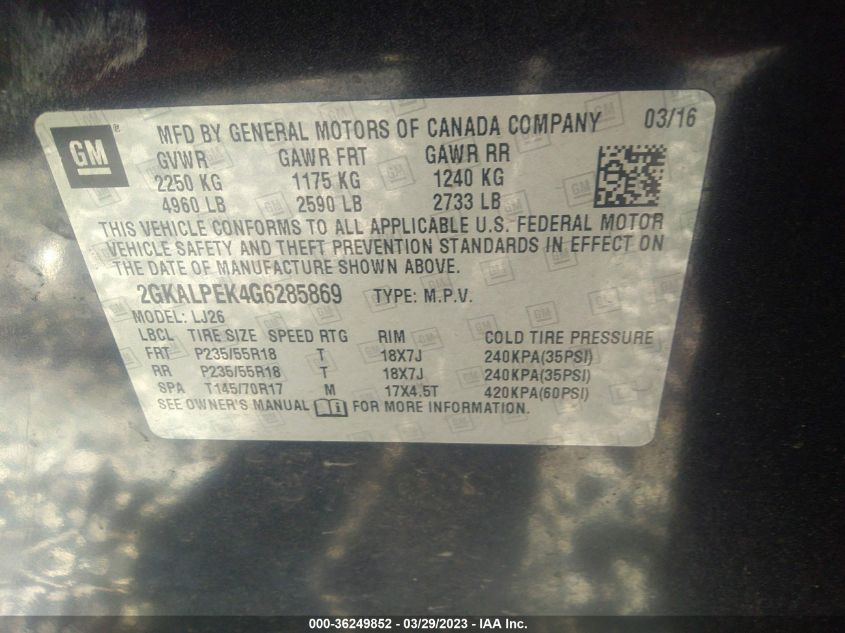 GM ® MFD BY GENERAL MOTORS OF CANADA COMPANY 03/16
GVWR GAWR FRT GAWR RR
2250 KG 1175 KG 1240 KG
4960 LB 2590 LB 2733 LB
THIS VEHICLE CONFORMS TO ALL APPLICABLE U.S. FEDERAL MOTOR
VEHICLE SAFETY AND THEFT PREVENTION STANDARDS IN EFFECT ON
THE DATE OF MANUFACTURE SHOWN ABOVE.
2GKALPEK4G6285869 TYPE: M.P.V.
MODEL: LJ26
LBCL TIRE SIZE SPEED RTG RIM COLD TIRE PRESSURE
FRT P235/55R18 T 18X7J 240KPA(35PSI)
RR P235/55R18 T 18X7J 240KPA(35PSI)
SPA T145/70R17 M 17X4.5T 420KPA(60PSI)
SEE OWNER'S MANUAL FOR MORE INFORMATION.
000-36249852 — 03/29/2023 — IAA Inc.